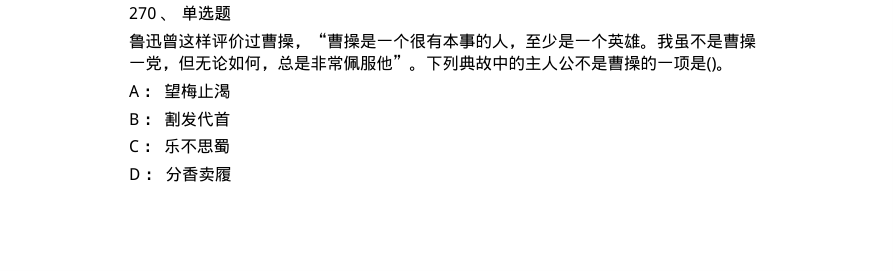 270 、 单选题
鲁迅曾这样评价过曹操，“曹操是一个很有本事的人，至少是一个英雄。我虽不是曹操
一党，但无论如何，总是非常佩服他”。下列典故中的主人公不是曹操的一项是()。
A： 望梅止渴
B： 割发代首
C： 乐不思蜀
D： 分香卖履